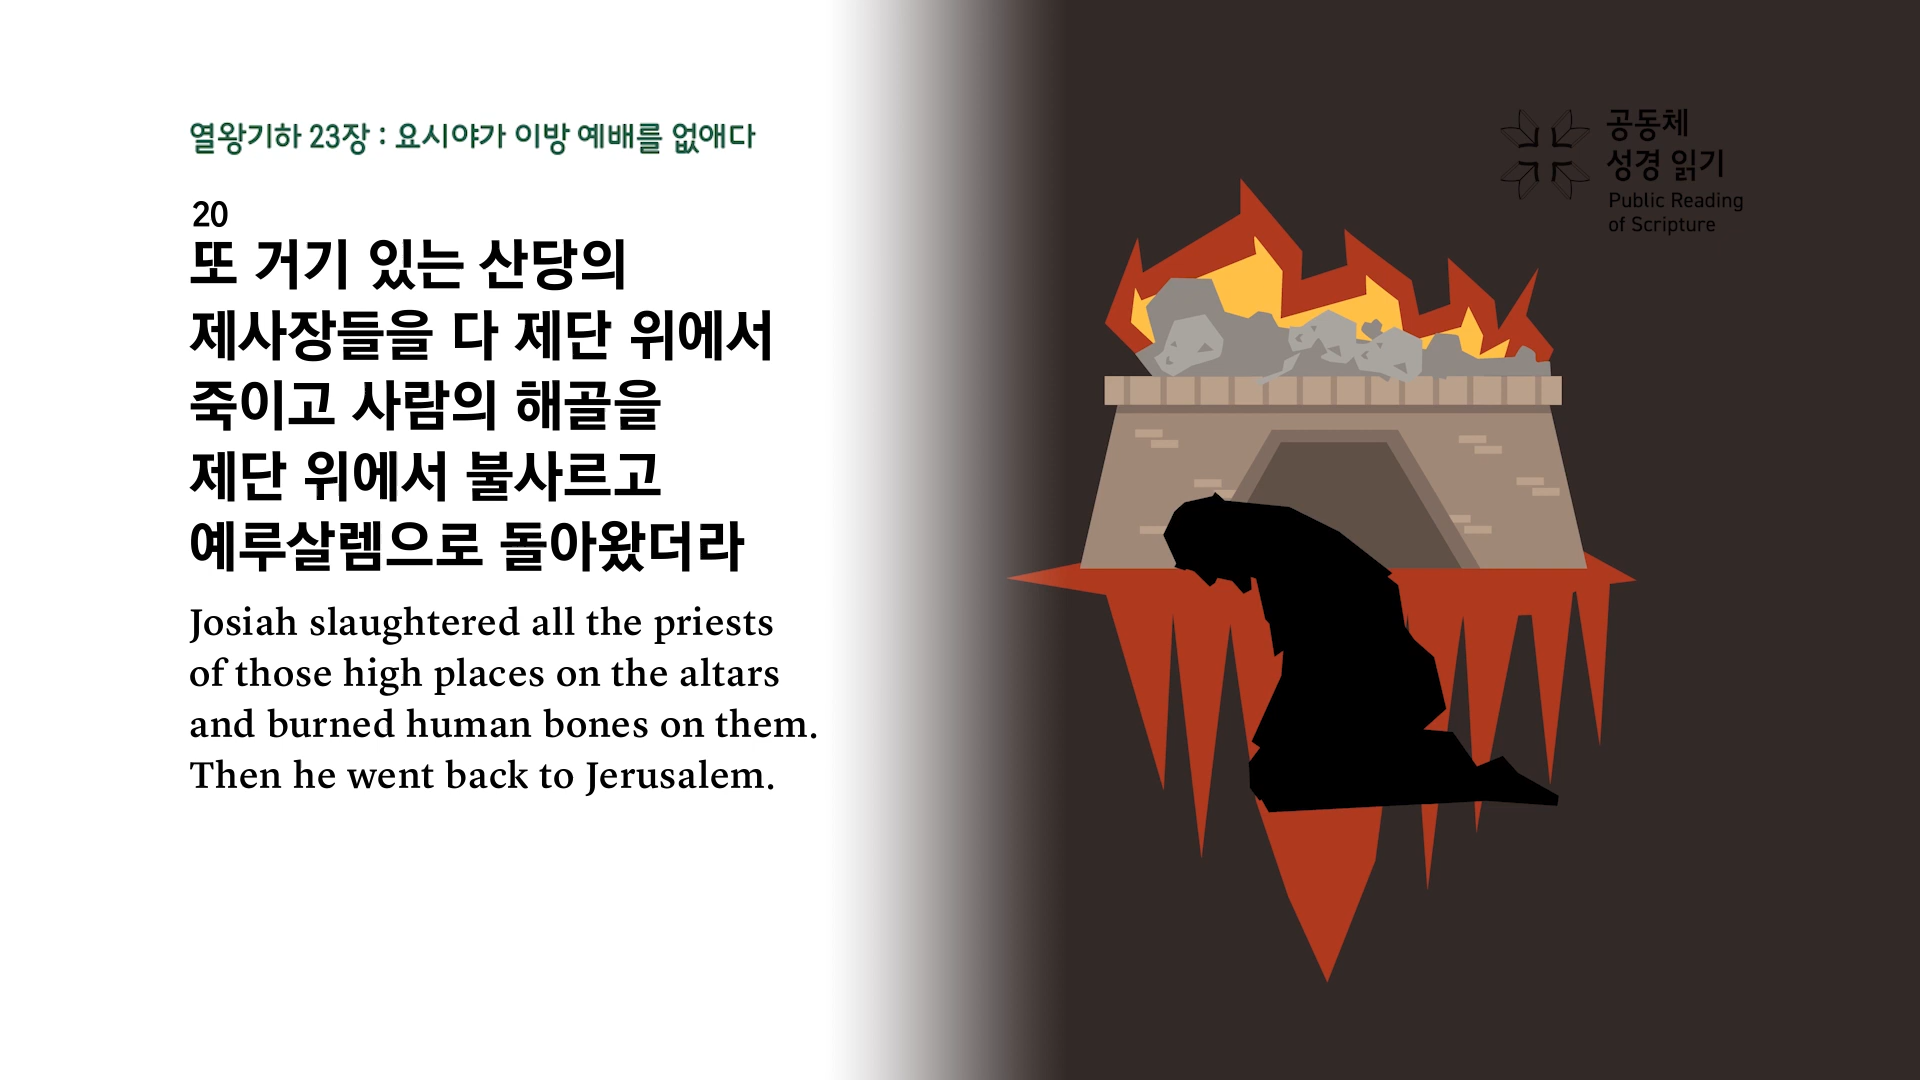 열왕기하 23장 : 요시야가 이방 예배를 없애다
20
또 거기 있는 산당의
제사장들을 다 제단 위에서
죽이고 사람의 해골을
제단 위에서 불사르고
예루살렘으로 돌아왔더라
Josiah slaughtered all the priests
of those high places on the altars
and burned human bones on them.
Then he went back to Jerusalem.
공동체
성경 읽기
Public Reading
of Scripture